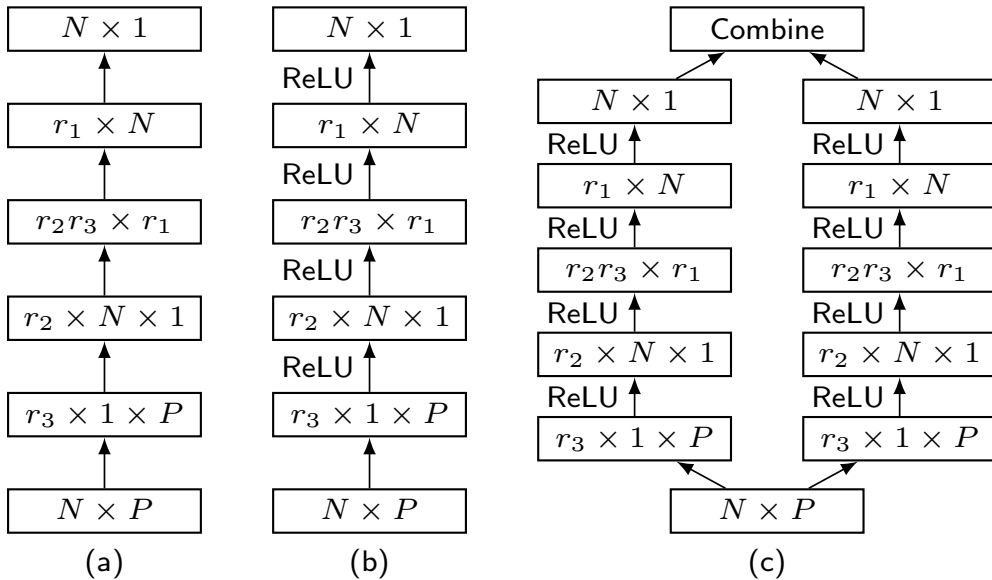 N × 1
r₁ × N
r₂r₃ × r₁
r₂ × N × 1
r₃ × 1 × P
N × P
(a)
N × 1
ReLU
r₁ × N
ReLU
r₂r₃ × r₁
ReLU
r₂ × N × 1
ReLU
r₃ × 1 × P
N × P
(b)
Combine
N × 1
ReLU
r₁ × N
ReLU
r₂r₃ × r₁
ReLU
r₂ × N × 1
ReLU
r₃ × 1 × P
N × 1
ReLU
r₁ × N
ReLU
r₂r₃ × r₁
ReLU
r₂ × N × 1
ReLU
r₃ × 1 × P
N × P
(c)